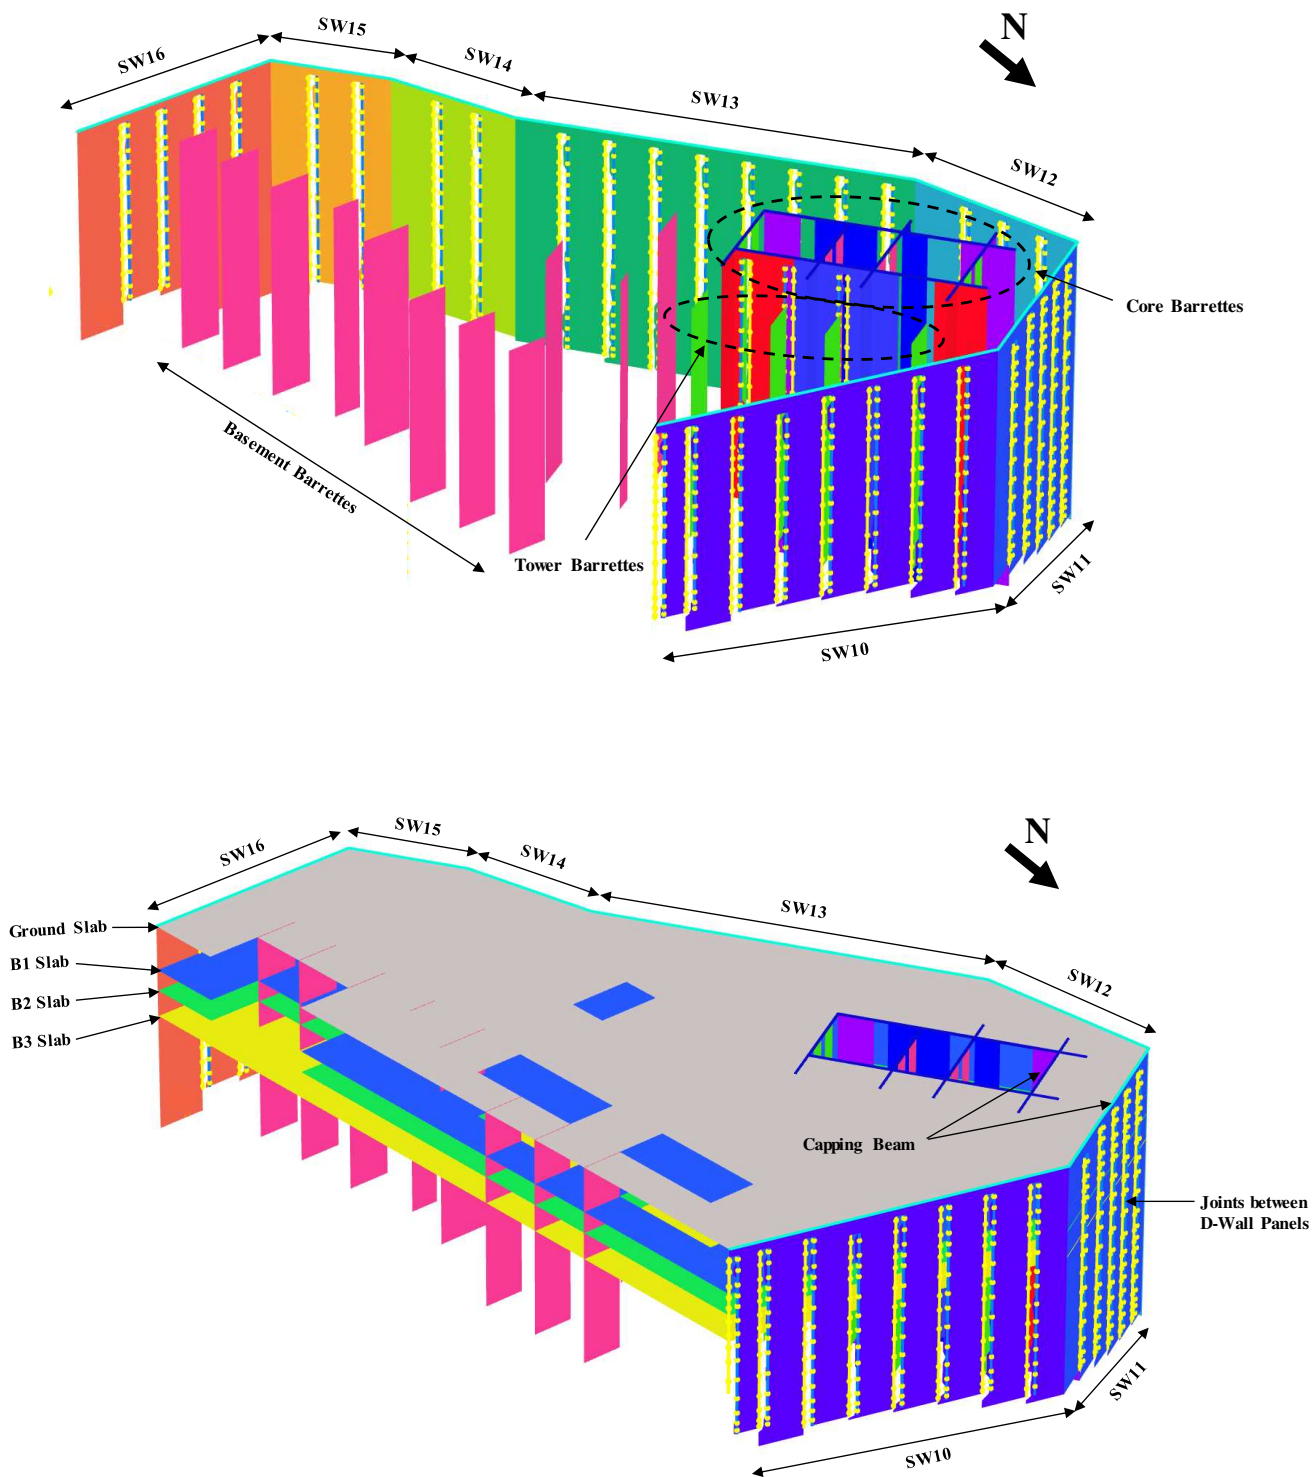 N
SW16
SW15
SW14
SW13
SW12
Core Barrettes
Basement Barrettes
Tower Barrettes
SW11
SW10
N
SW16
SW15
SW14
SW13
SW12
Ground Slab
B1 Slab
B2 Slab
B3 Slab
Capping Beam
Joints between
D-Wall Panels
SW11
SW10